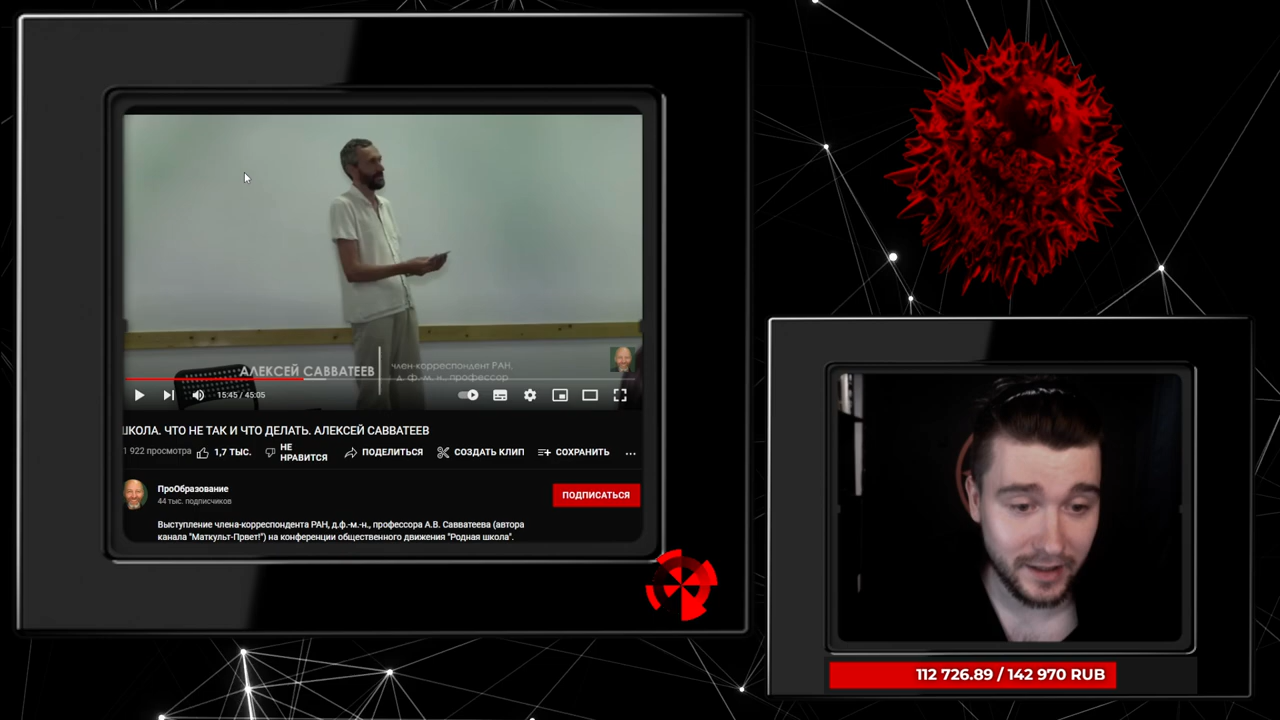 АЛЕКСЕЙ САВВАТЕЕВ
член-корреспондент РАН,
д. ф.-м. н., профессор
15:45 / 45:05
ШКОЛА. ЧТО НЕ ТАК И ЧТО ДЕЛАТЬ. АЛЕКСЕЙ САВВАТЕЕВ
1 922 просмотра 1,7 ТЫС. НЕ НРАВИТСЯ ПОДЕЛИТЬСЯ СОЗДАТЬ КЛИП СОХРАНИТЬ ...
ПроОбразование
44 тыс. подписчиков
ПОДПИСАТЬСЯ
Выступление члена-корреспондента РАН, д.ф.-м.-н., профессора А.В. Савватеева (автора
канала "Маткульт-Првет!") на конференции общественного движения "Родная школа".
112 726.89 / 142 970 RUB